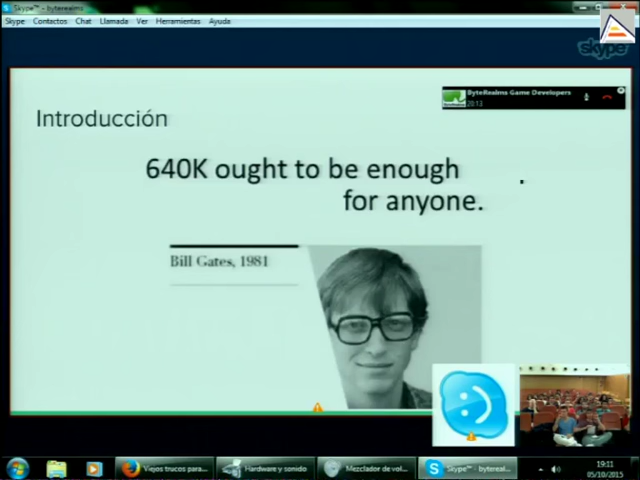 Skype™ - byterealms
Skype Contactos Chat Llamada Ver Herramientas Ayuda
skype
ByteRealms Game Developers
20:13
Introducción
640K ought to be enough
for anyone.
Bill Gates, 1981
Viejos trucos para...
Hardware y sonido
Mezclador de vol...
Skype™ - byterealm...
19:11
05/10/2015